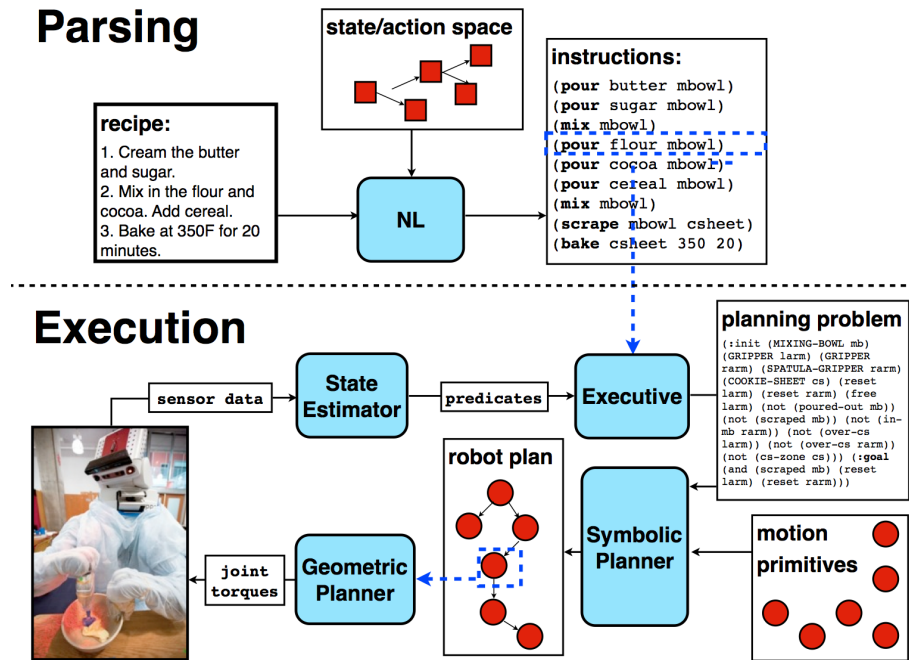 Parsing
state/action space
recipe:
1. Cream the butter
and sugar.
2. Mix in the flour and
cocoa. Add cereal.
3. Bake at 350F for 20
minutes.
NL
instructions:
(pour butter mbowl)
(pour sugar mbowl)
(mix mbowl)
(pour flour mbowl)
(pour cocoa mbowl)
(pour cereal mbowl)
(mix mbowl)
(scrape mbowl csheet)
(bake csheet 350 20)
Execution
sensor data
State
Estimator
predicates
Executive
planning problem
(:init (MIXING-BOWL mb)
(GRIPPER larm) (GRIPPER
rarm) (SPATULA-GRIPPER rarm)
(COOKIE-SHEET cs) (reset
larm) (reset rarm) (free
larm) (not (poured-out mb))
(not (scraped mb)) (not (in-
mb rarm)) (not (over-cs
larm)) (not (over-cs rarm))
(not (cs-zone cs))) (:goal
(and (scraped mb) (reset
larm) (reset rarm)))
robot plan
Symbolic
Planner
motion
primitives
Geometric
Planner
joint
torques